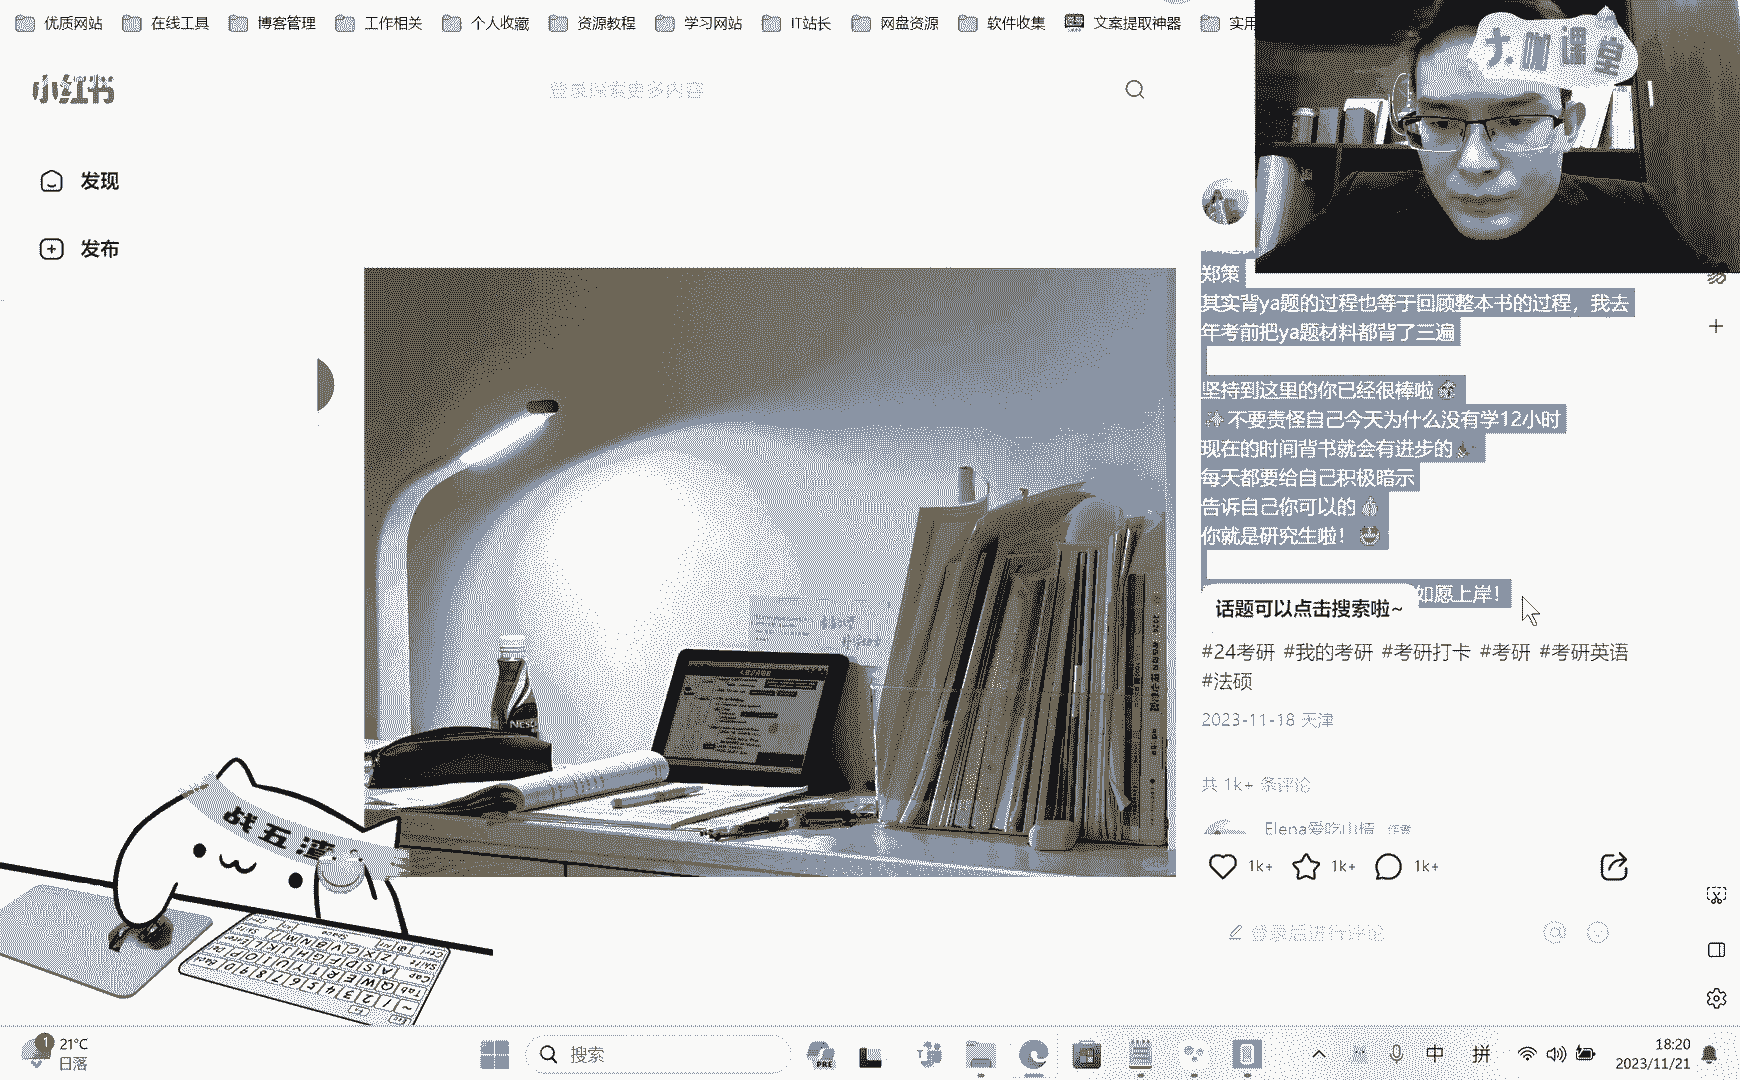 优质网站
在线工具
博客管理
工作相关
个人收藏
资源教程
学习网站
IT站长
网盘资源
软件收集
文案提取神器
实用
大咖课堂
小红书
登录探索更多内容
发现
发布
郑策
其实背ya题的过程也等于回顾整本书的过程，我去
年考前把ya题材料都背了三遍
坚持到这里的你已经很棒啦
不要责怪自己今天为什么没有学12小时
现在的时间背书就会有进步的
每天都要给自己积极暗示
告诉自己你可以的
你就是研究生啦！
如愿上岸！
话题可以点击搜索啦~
#24考研 #我的考研 #考研打卡 #考研 #考研英语
#法硕
2023-11-18 天津
共 1k+ 条评论
Elena爱吃山楂 作者
1k+ 1k+ 1k+
登录后进行评论
战五渣
21°C
日落
搜索
PRE
中
拼
18:20
2023/11/21